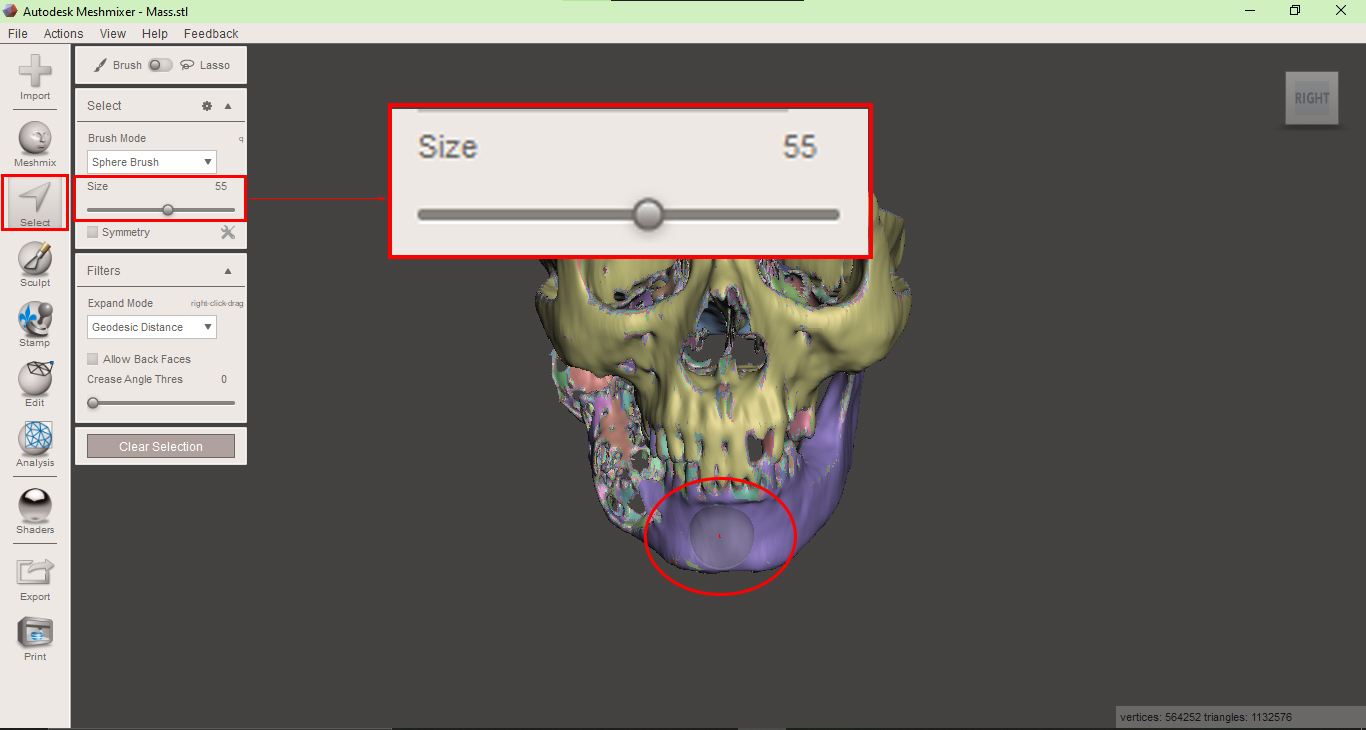 Autodesk Meshmixer - Mass.stl
File Actions View Help Feedback
Import
Meshmix
Select
Sculpt
Stamp
Edit
Analysis
Shaders
Export
Print
Brush Lasso
Select
Brush Mode q
Sphere Brush
Size 55
Symmetry
Filters
Expand Mode right-click-drag
Geodesic Distance
Allow Back Faces
Crease Angle Thres 0
Clear Selection
Size 55
RIGHT
vertices: 564252 triangles: 1132576